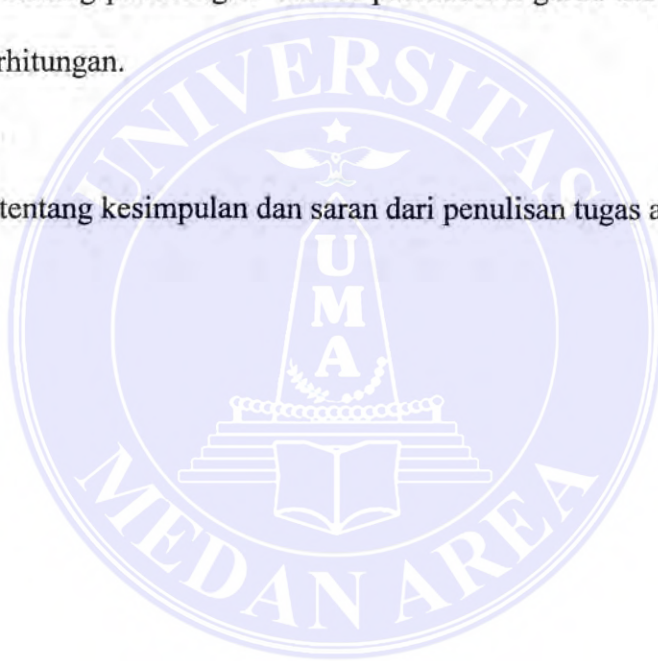 rhitungan.
tentang kesimpulan dan saran dari penulisan tugas a
UNIVERSITAS
U
M
A
MEDAN AREA